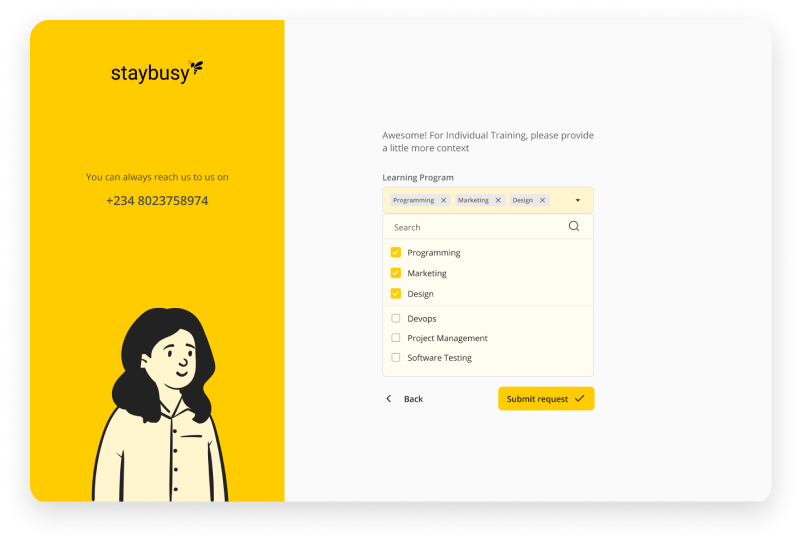 staybusy
You can always reach us to us on
+234 8023758974
Awesome! For Individual Training, please provide
a little more context
Learning Program
Programming Marketing Design
Search
Programming
Marketing
Design
Devops
Project Management
Software Testing
Back Submit request